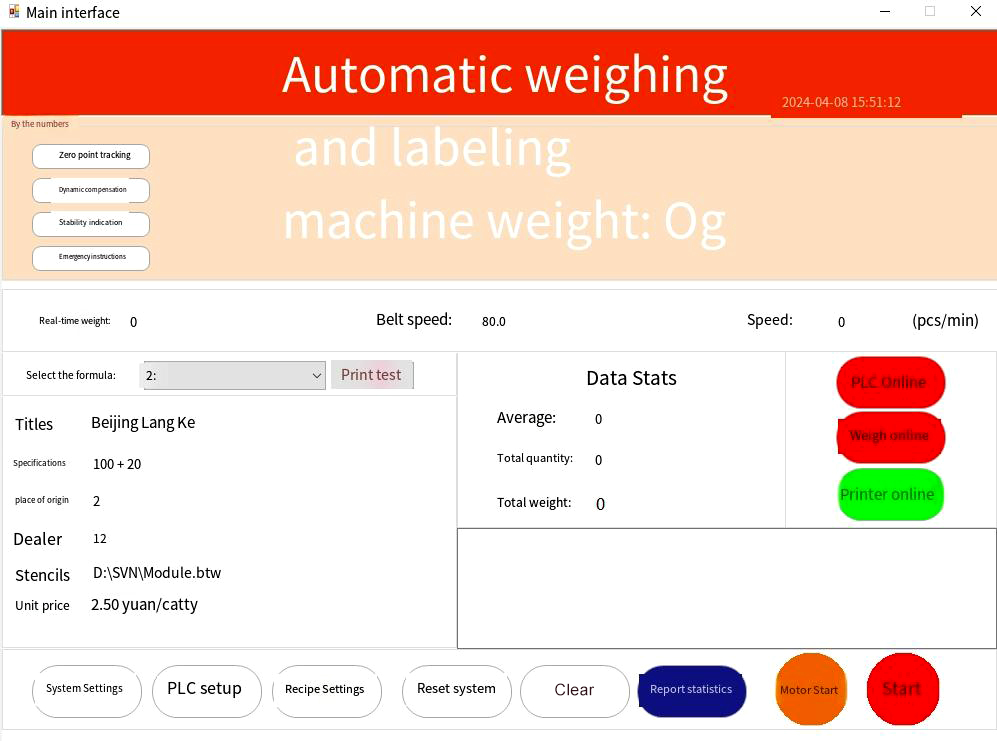 Main interface
Automatic weighing
2024-04-08 15:51:12
By the numbers
and labeling
machine weight: Og
Zero point tracking
Dynamic compensation
Stability indication
Emergency instructions
Real-time weight: 0 Belt speed: 80.0 Speed: 0 (pcs/min)
Select the formula: 2: Print test
Titles Beijing Lang Ke
Specifications 100 + 20
place of origin 2
Dealer 12
Stencils D:\SVN\Module.btw
Unit price 2.50 yuan/catty
Data Stats
Average: 0
Total quantity: 0
Total weight: 0
PLC Online
Weigh online
Printer online
System Settings PLC setup Recipe Settings Reset system Clear Report statistics Motor Start Start